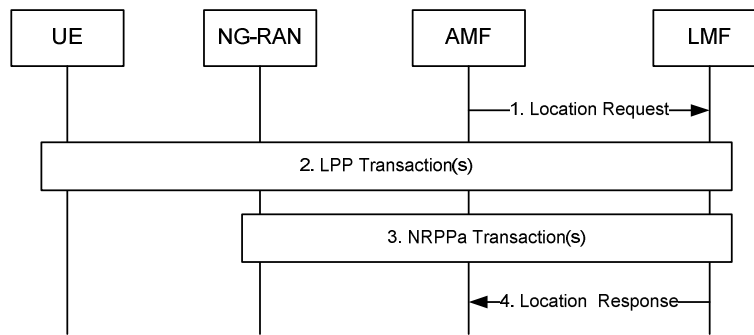 UE NG-RAN AMF LMF
1. Location Request
2. LPP Transaction(s)
3. NRPPa Transaction(s)
4. Location Response